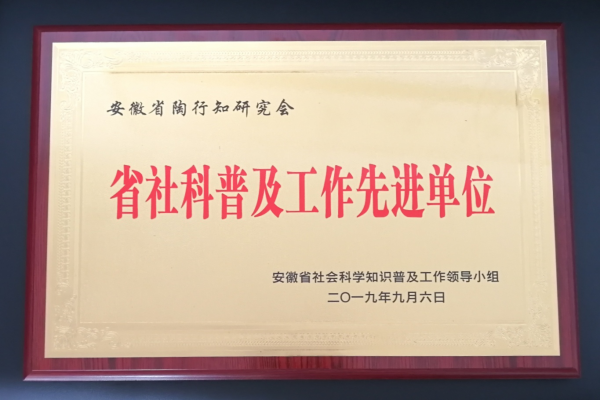 安徽省陶行知研究会
省社科普及工作先进单位
安徽省社会科学知识普及工作领导小组
二〇一九年九月六日